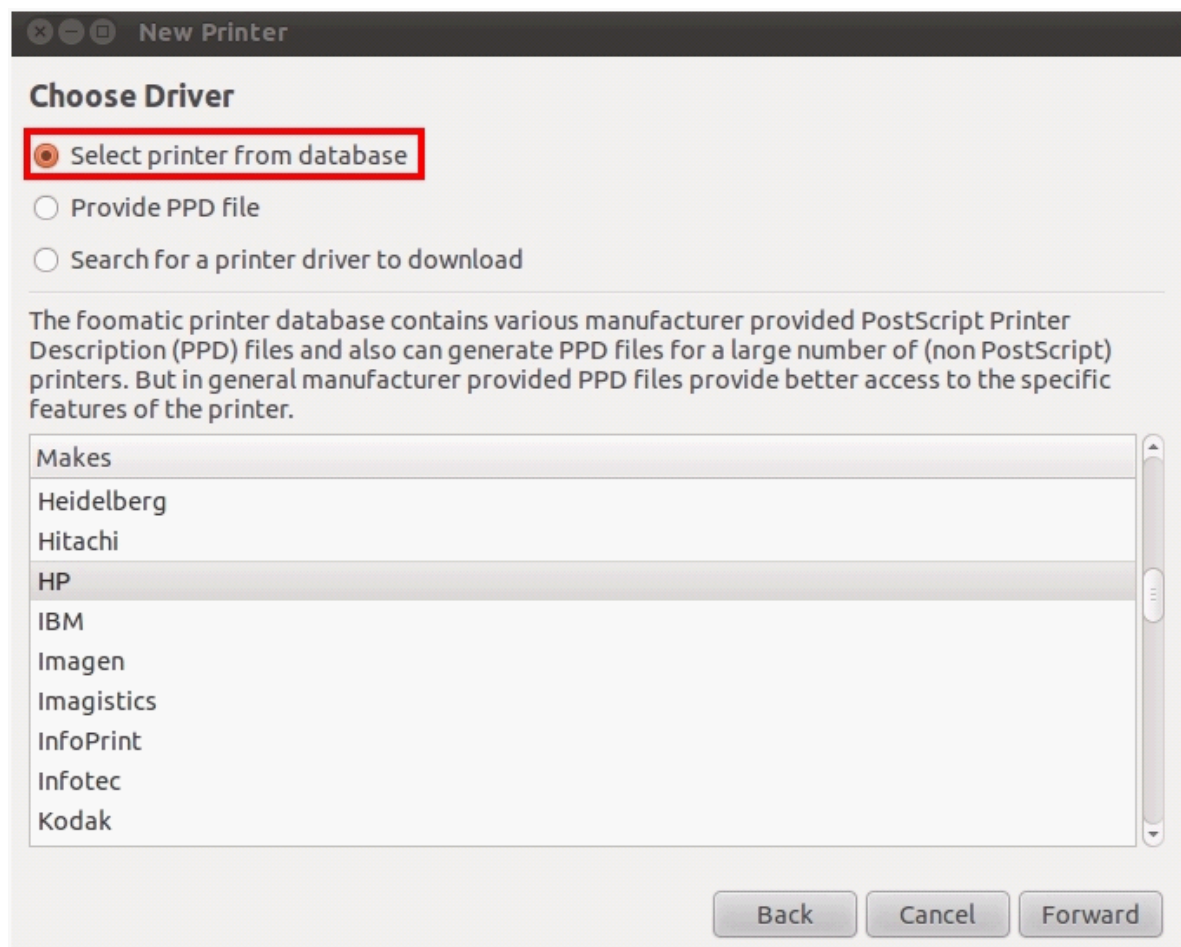 New Printer
Choose Driver
Select printer from database
Provide PPD file
Search for a printer driver to download
The foomatic printer database contains various manufacturer provided PostScript Printer
Description (PPD) files and also can generate PPD files for a large number of (non PostScript)
printers. But in general manufacturer provided PPD files provide better access to the specific
features of the printer.
Makes
Heidelberg
Hitachi
HP
IBM
Imagen
Imagistics
InfoPrint
Infotec
Kodak
Back Cancel Forward